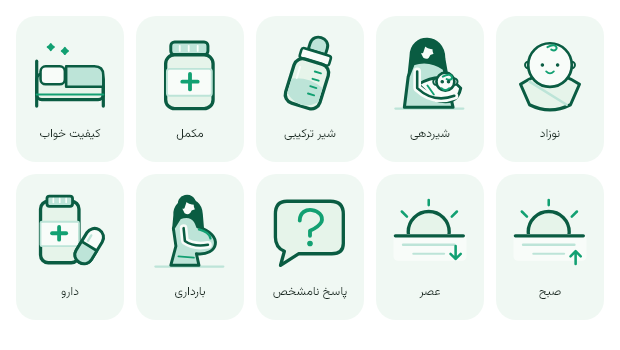 نوزاد
شیردهی
شیر ترکیبی
مکمل
کیفیت خواب
صبح
عصر
پاسخ نامشخص
بارداری
دارو